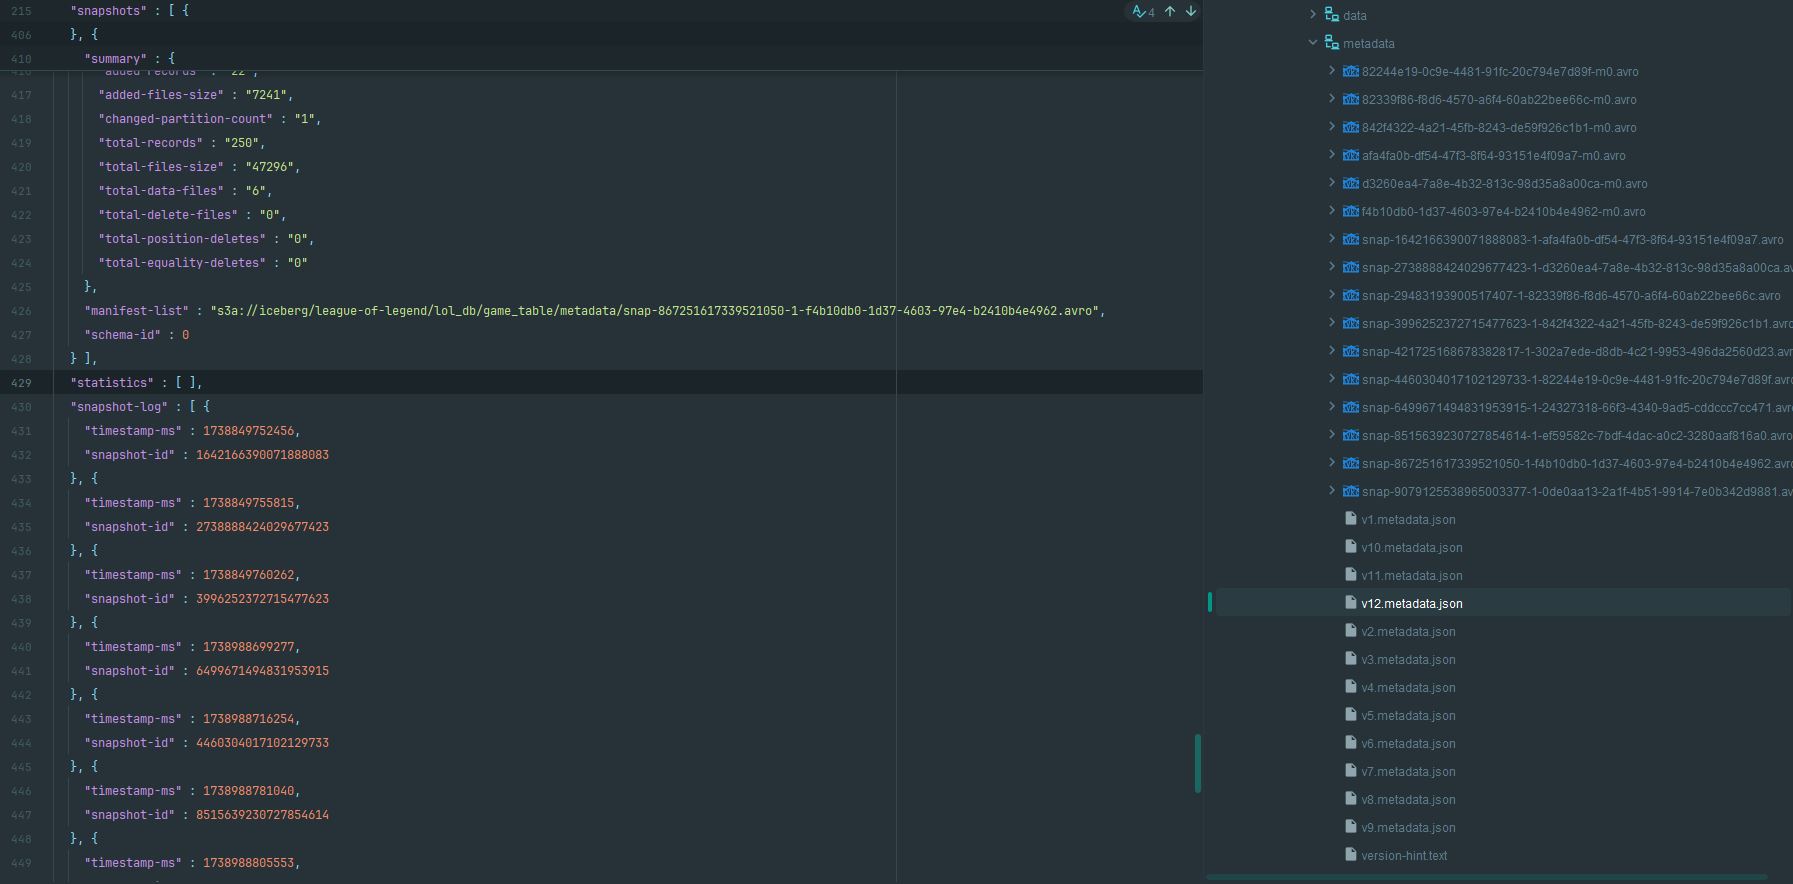 215 "snapshots" : [ {
406 }, {
410 "summary" : {
417 "added-files-size" : "7241",
418 "changed-partition-count" : "1",
419 "total-records" : "250",
420 "total-files-size" : "47296",
421 "total-data-files" : "6",
422 "total-delete-files" : "0",
423 "total-position-deletes" : "0",
424 "total-equality-deletes" : "0"
425 },
426 "manifest-list" : "s3a://iceberg/league-of-legend/lol_db/game_table/metadata/snap-867251617339521050-1-f4b10db0-1d37-4603-97e4-b2410b4e4962.avro",
427 "schema-id" : 0
428 } ],
429 "statistics" : [ ],
430 "snapshot-log" : [ {
431 "timestamp-ms" : 1738849752456,
432 "snapshot-id" : 1642166390071888083
433 }, {
434 "timestamp-ms" : 1738849755815,
435 "snapshot-id" : 2738888424029677423
436 }, {
437 "timestamp-ms" : 1738849760262,
438 "snapshot-id" : 3996252372715477623
439 }, {
440 "timestamp-ms" : 1738988699277,
441 "snapshot-id" : 6499671494831953915
442 }, {
443 "timestamp-ms" : 1738988716254,
444 "snapshot-id" : 4460304017102129733
445 }, {
446 "timestamp-ms" : 1738988781040,
447 "snapshot-id" : 8515639230727854614
448 }, {
449 "timestamp-ms" : 1738988805553,
4
data
metadata
82244e19-0c9e-4481-91fc-20c794e7d89f-m0.avro
82339f86-f8d6-4570-a6f4-60ab22bee66c-m0.avro
842f4322-4a21-45fb-8243-de59f926c1b1-m0.avro
afa4fa0b-df54-47f3-8f64-93151e4f09a7-m0.avro
d3260ea4-7a8e-4b32-813c-98d35a8a00ca-m0.avro
f4b10db0-1d37-4603-97e4-b2410b4e4962-m0.avro
snap-1642166390071888083-1-afa4fa0b-df54-47f3-8f64-93151e4f09a7.avro
snap-2738888424029677423-1-d3260ea4-7a8e-4b32-813c-98d35a8a00ca.av
snap-29483193900517407-1-82339f86-f8d6-4570-a6f4-60ab22bee66c.avro
snap-3996252372715477623-1-842f4322-4a21-45fb-8243-de59f926c1b1.avro
snap-421725168678382817-1-302a7ede-d8db-4c21-9953-496da2560d23.avr
snap-4460304017102129733-1-82244e19-0c9e-4481-91fc-20c794e7d89f.avro
snap-6499671494831953915-1-24327318-66f3-4340-9ad5-cddccc7cc471.avr
snap-8515639230727854614-1-ef59582c-7bdf-4dac-a0c2-3280aaf816a0.avro
snap-867251617339521050-1-f4b10db0-1d37-4603-97e4-b2410b4e4962.avro
snap-9079125538965003377-1-0de0aa13-2a1f-4b51-9914-7e0b342d9881.av
v1.metadata.json
v10.metadata.json
v11.metadata.json
v12.metadata.json
v2.metadata.json
v3.metadata.json
v4.metadata.json
v5.metadata.json
v6.metadata.json
v7.metadata.json
v8.metadata.json
v9.metadata.json
version-hint.text